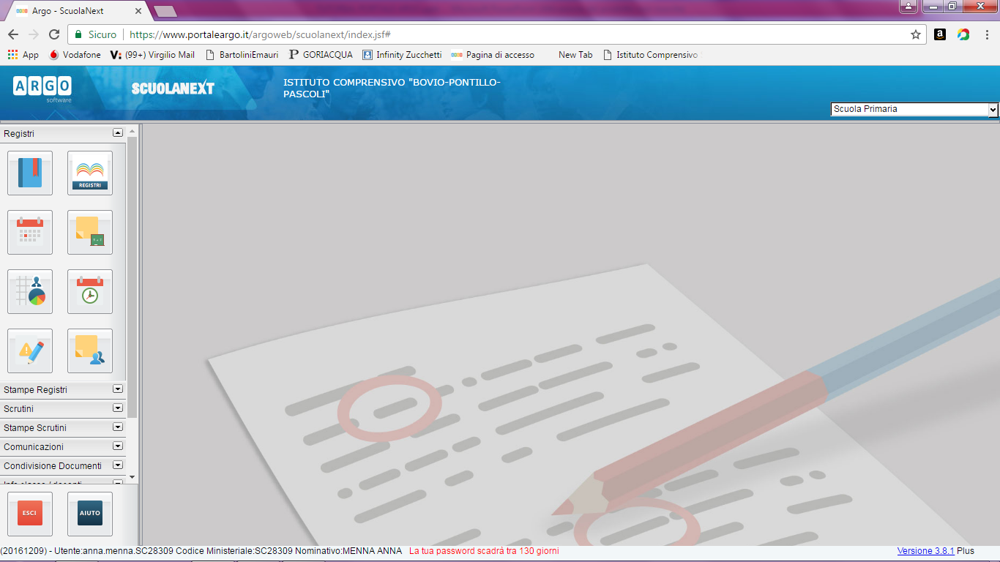 Argo - ScuolaNext
Sicuro https://www.portaleargo.it/argoweb/scuolanext/index.jsf#
App Vodafone (99+) Virgilio Mail BartoliniEmauri GORIACQUA Infinity Zucchetti Pagina di accesso New Tab Istituto Comprensivo
ARGO
software
SCUOLANEXT
ISTITUTO COMPRENSIVO "BOVIO-PONTILLO-
PASCOLI"
Scuola Primaria
Registri
REGISTRI
Stampe Registri
Scrutini
Stampe Scrutini
Comunicazioni
Condivisione Documenti
Info classe / docenti
ESCI AIUTO
(20161209) - Utente:anna.menna.SC28309 Codice Ministeriale:SC28309 Nominativo:MENNA ANNA La tua password scadrà tra 130 giorni Versione 3.8.1 Plus